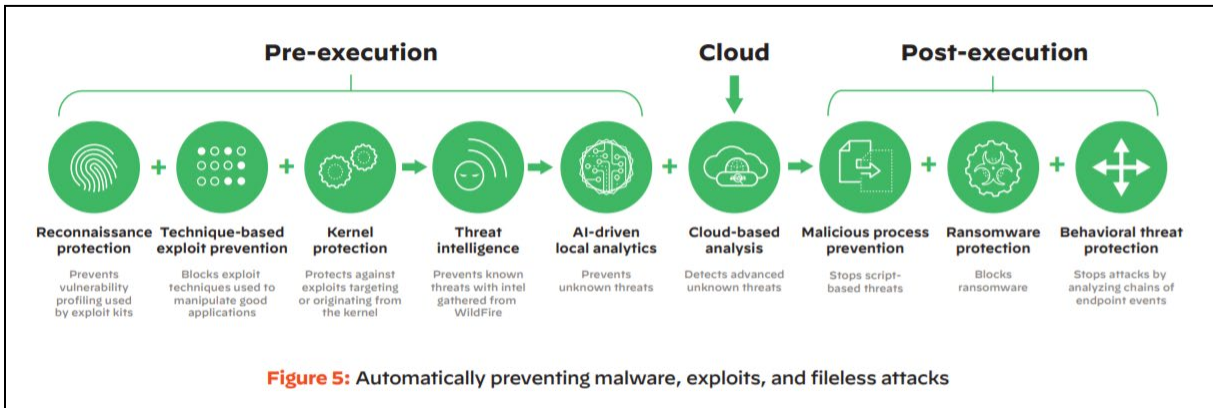 Pre-execution
Cloud
Post-execution
Reconnaissance
protection
Prevents
vulnerability
profiling used
by exploit kits
Technique-based
exploit prevention
Blocks exploit
techniques used to
manipulate good
applications
Kernel
protection
Protects against
exploits targeting
or originating from
the kernel
Threat
intelligence
Prevents known
threats with intel
gathered from
WildFire
AI-driven
local analytics
Prevents
unknown threats
Cloud-based
analysis
Detects advanced
unknown threats
Malicious process
prevention
Stops script-
based threats
Ransomware
protection
Blocks
ransomware
Behavioral threat
protection
Stops attacks by
analyzing chains of
endpoint events
Figure 5: Automatically preventing malware, exploits, and fileless attacks